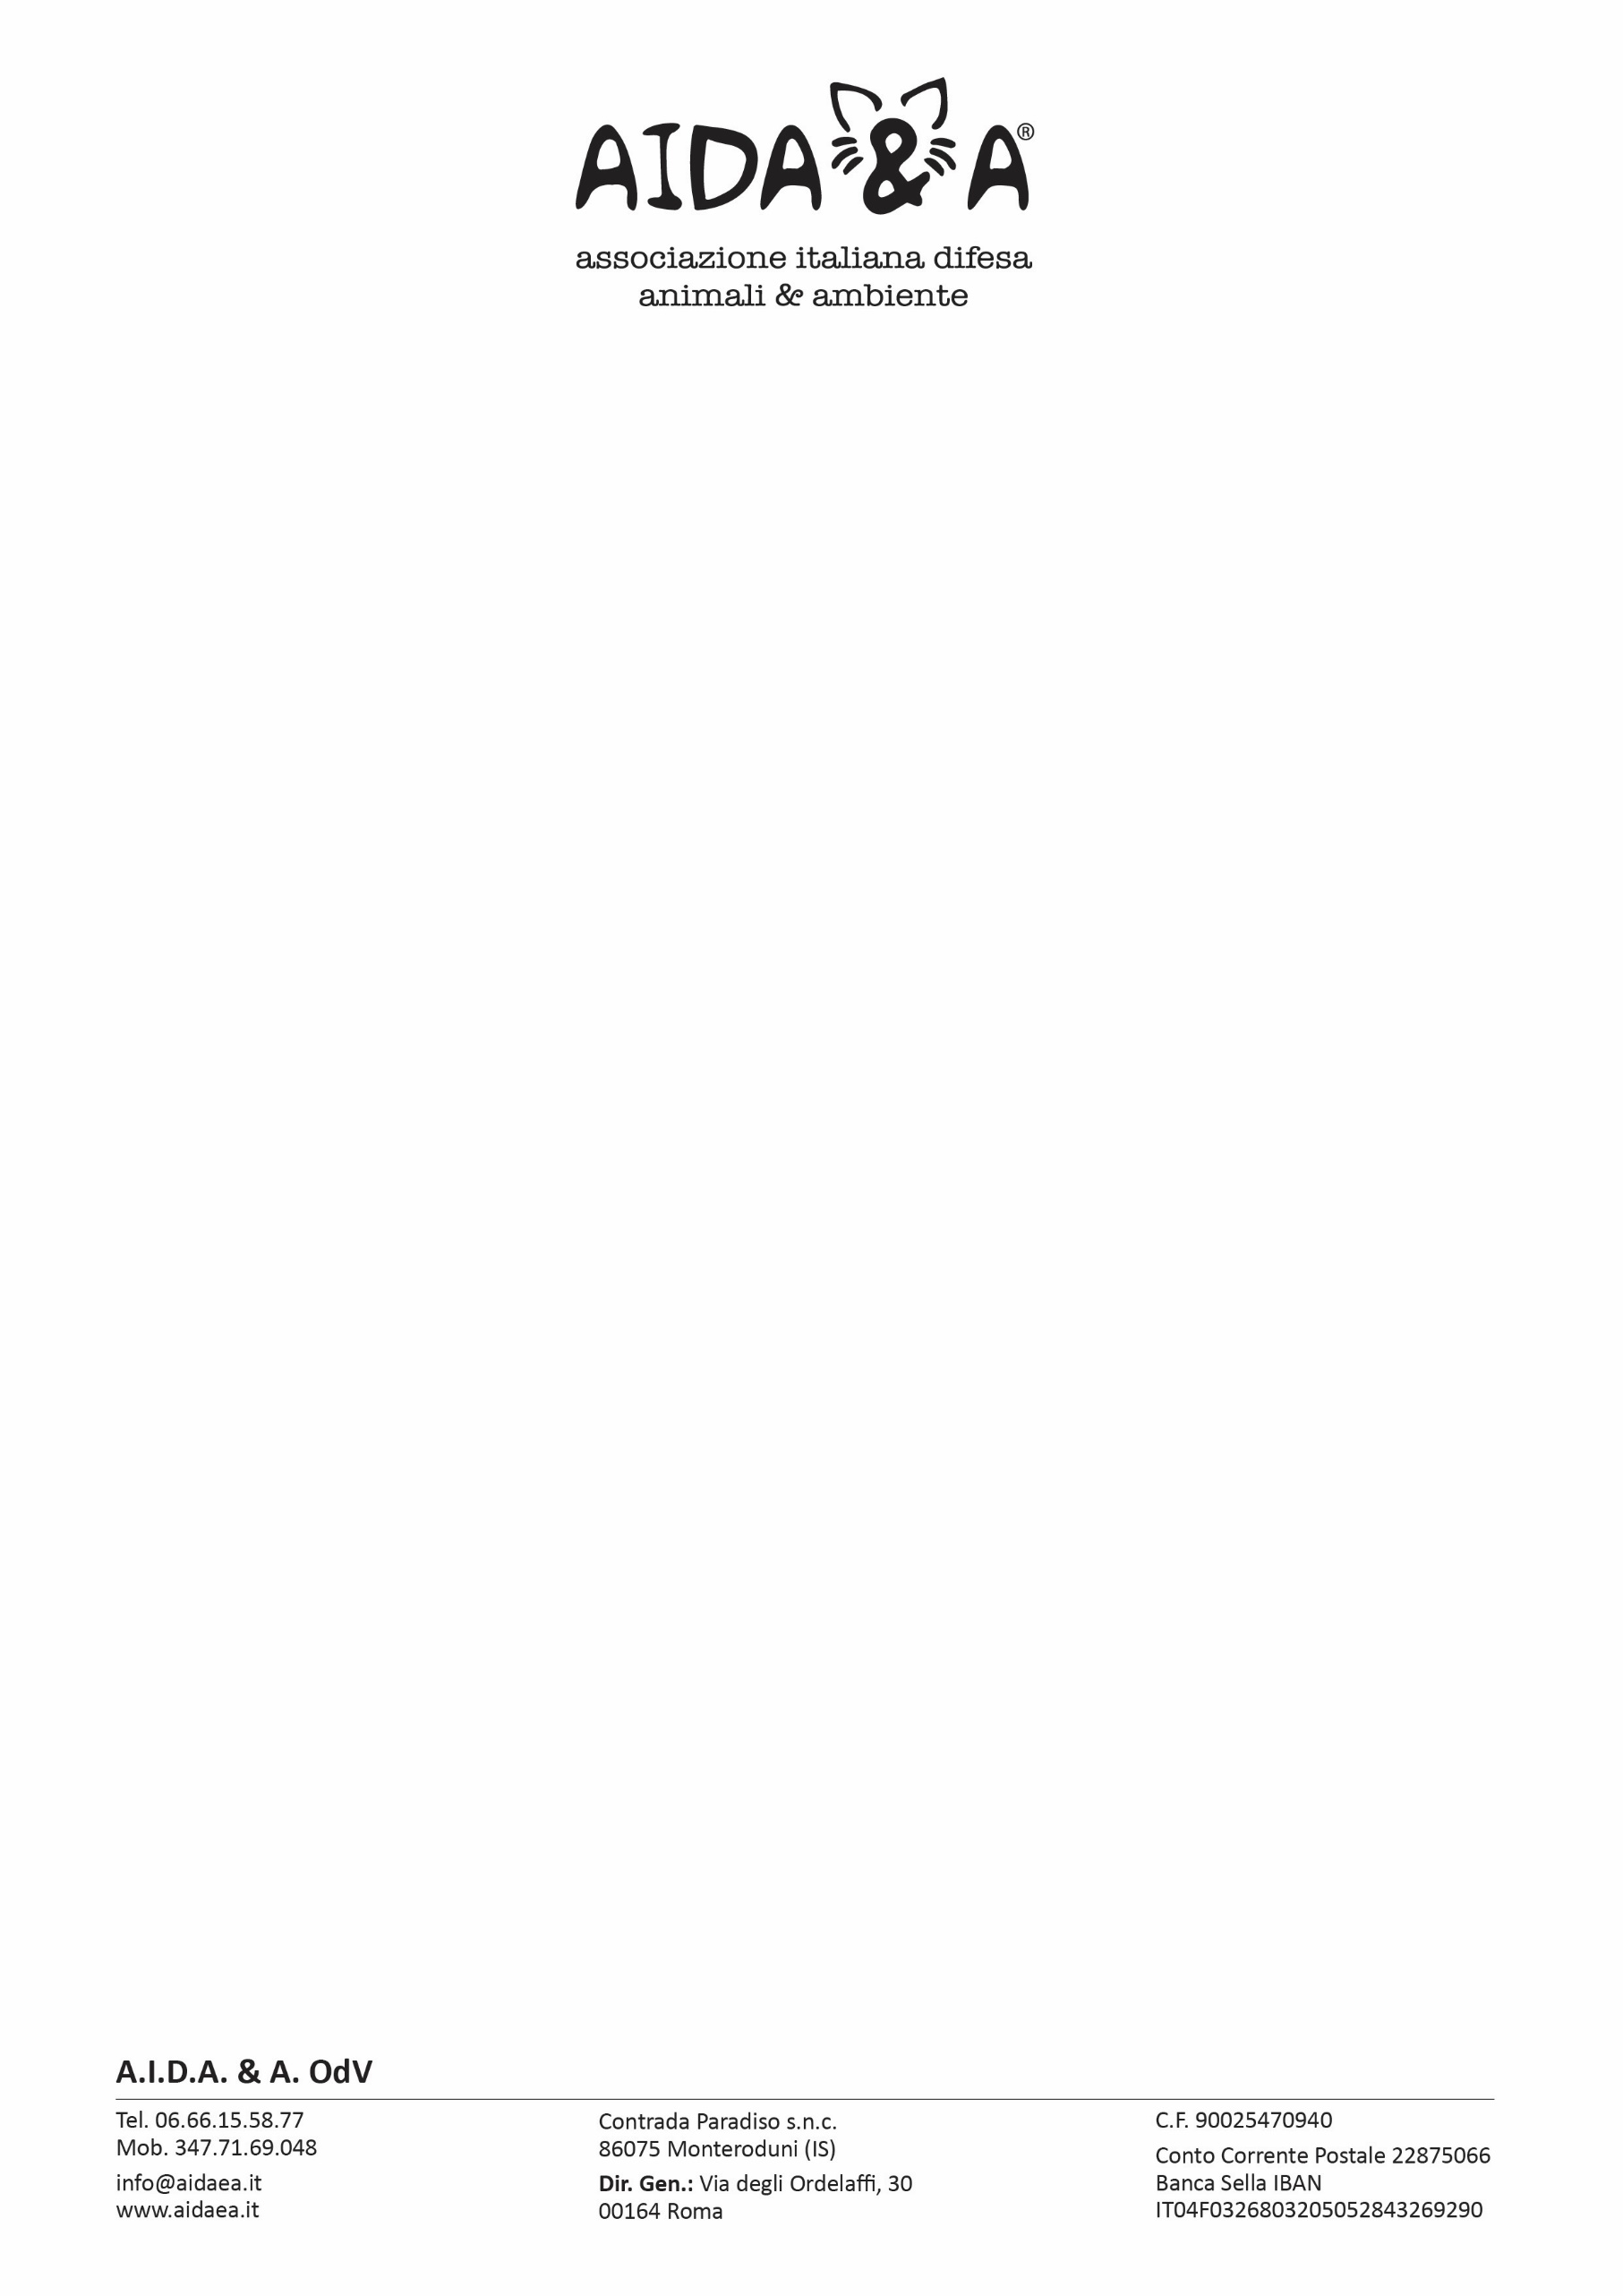 AIDA&A®
associazione italiana difesa
animali & ambiente
A.I.D.A. & A. OdV
Tel. 06.66.15.58.77
Mob. 347.71.69.048
info@aidaea.it
www.aidaea.it
Contrada Paradiso s.n.c.
86075 Monteroduni (IS)
Dir. Gen.: Via degli Ordelaffi, 30
00164 Roma
C.F. 90025470940
Conto Corrente Postale 22875066
Banca Sella IBAN
IT04F0326803205052843269290